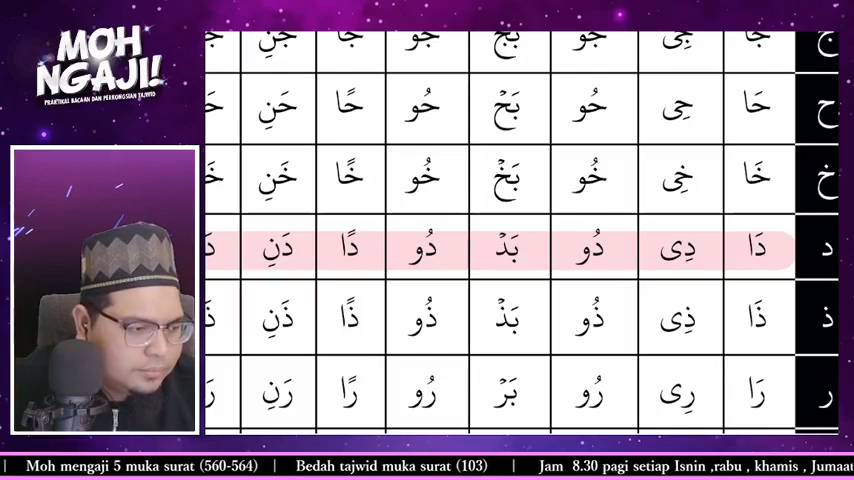 MOH
NGAJI!
PRAKTIKAL BACAAN DAN PERKONGSIAN TAJWID
ج جَا جِى جُو بَجْ جُو جًا جَنِ جَ
ح حَا حِى حُو بَحْ حُو حًا حَنِ حَ
خ خَا خِى خُو بَخْ خُو خًا خَنِ خَ
د دَا دِى دُو بَدْ دُو دًا دَنِ دَ
ذ ذَا ذِى ذُو بَذْ ذُو ذًا ذَنِ ذَ
ر رَا رِى رُو بَرْ رُو رًا رَنِ رَ
| Moh mengaji 5 muka surat (560-564) | Bedah tajwid muka surat (103) | Jam 8.30 pagi setiap Isnin ,rabu , khamis , Jumaat